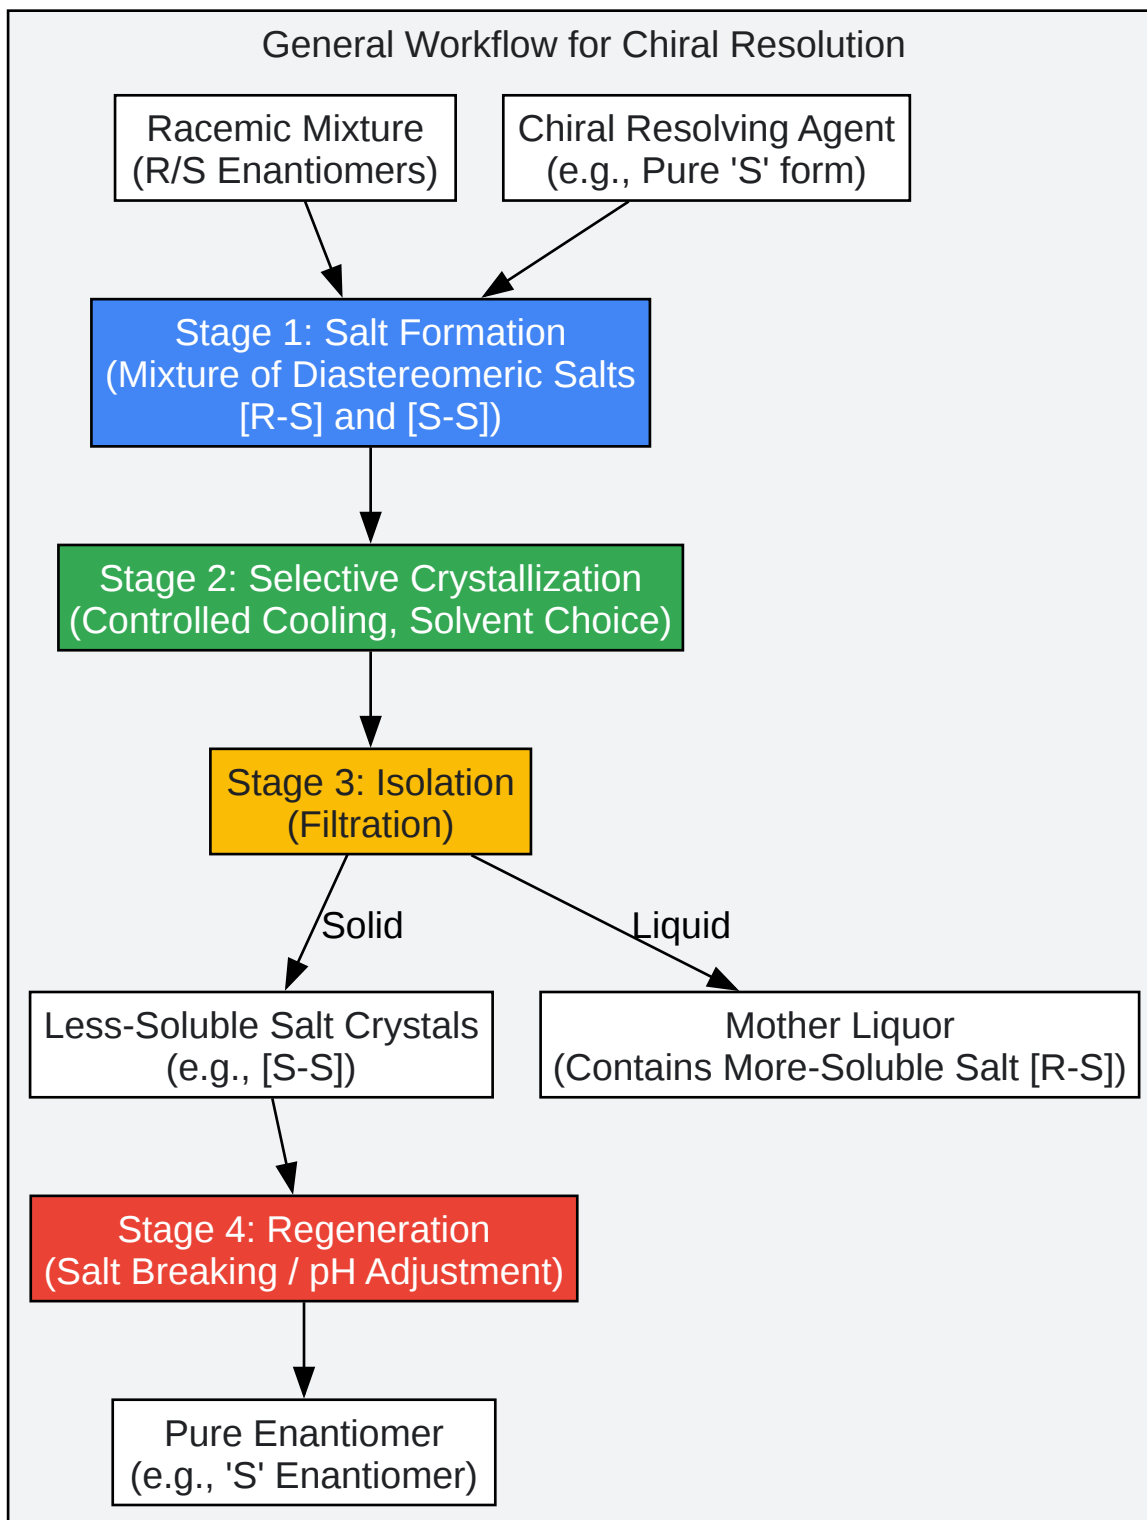 General Workflow for Chiral Resolution
Racemic Mixture
(R/S Enantiomers)
Chiral Resolving Agent
(e.g., Pure 'S' form)
Stage 1: Salt Formation
(Mixture of Diastereomeric Salts
[R-S] and [S-S])
Stage 2: Selective Crystallization
(Controlled Cooling, Solvent Choice)
Stage 3: Isolation
(Filtration)
Solid
Liquid
Less-Soluble Salt Crystals
(e.g., [S-S])
Mother Liquor
(Contains More-Soluble Salt [R-S])
Stage 4: Regeneration
(Salt Breaking / pH Adjustment)
Pure Enantiomer
(e.g., 'S' Enantiomer)